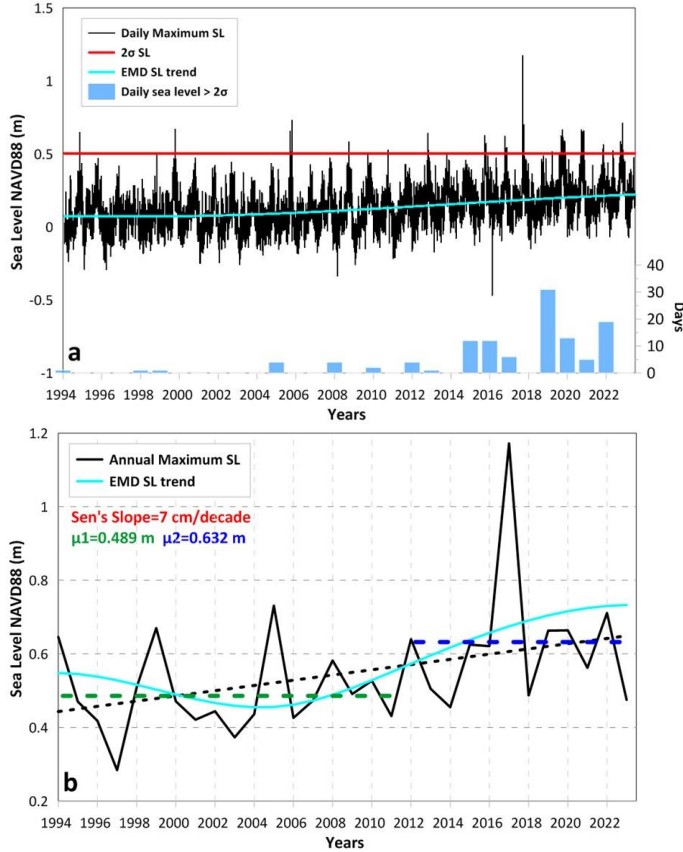 1.5
Daily Maximum SL
2σ SL
EMD SL trend
Daily sea level > 2σ
1
0.5
0
-0.5
-1
Sea Level NAVD88 (m)
40
30
20
10
0
Days
a
1994 1996 1998 2000 2002 2004 2006 2008 2010 2012 2014 2016 2018 2020 2022
Years
1.2
Annual Maximum SL
EMD SL trend
Sen's Slope=7 cm/decade
μ1=0.489 m μ2=0.632 m
1
0.8
0.6
0.4
0.2
Sea Level NAVD88 (m)
b
1994 1996 1998 2000 2002 2004 2006 2008 2010 2012 2014 2016 2018 2020 2022
Years